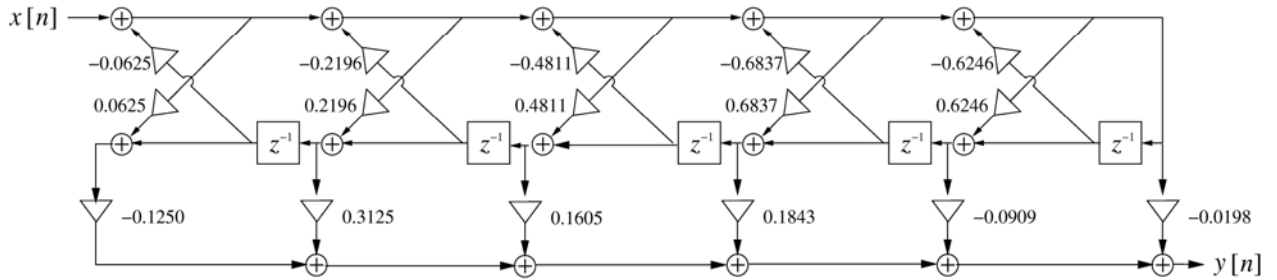 x[n]
−0.0625 −0.2196 −0.4811 −0.6837 −0.6246
0.0625 0.2196 0.4811 0.6837 0.6246
z⁻¹ z⁻¹ z⁻¹ z⁻¹ z⁻¹
−0.1250 0.3125 0.1605 0.1843 −0.0909 −0.0198
y[n]